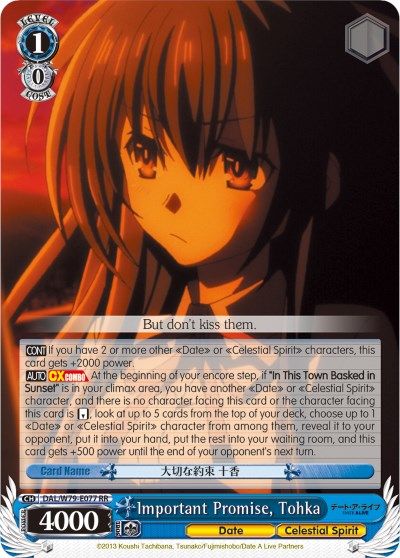 LEVEL
1
0
COST
But don't kiss them.
CONT If you have 2 or more other «Date» or «Celestial Spirit» characters, this
card gets +2000 power.
AUTO CXCOMBO At the beginning of your encore step, if "In This Town Basked in
Sunset" is in your climax area, you have another «Date» or «Celestial Spirit»
character, and there is no character facing this card or the character facing
this card is , look at up to 5 cards from the top of your deck, choose up to 1
«Date» or «Celestial Spirit» character from among them, reveal it to your
opponent, put it into your hand, put the rest into your waiting room, and this
card gets +500 power until the end of your opponent's next turn.
Card Name 大切な約束 十香
CH DAL/W79-E077 RR
Important Promise, Tohka
POWER 4000 SOUL
デート・ア・ライブ
Date Celestial Spirit
©2013 Koushi Tachibana, Tsunako/Fujimishobo/Date A Live Partners